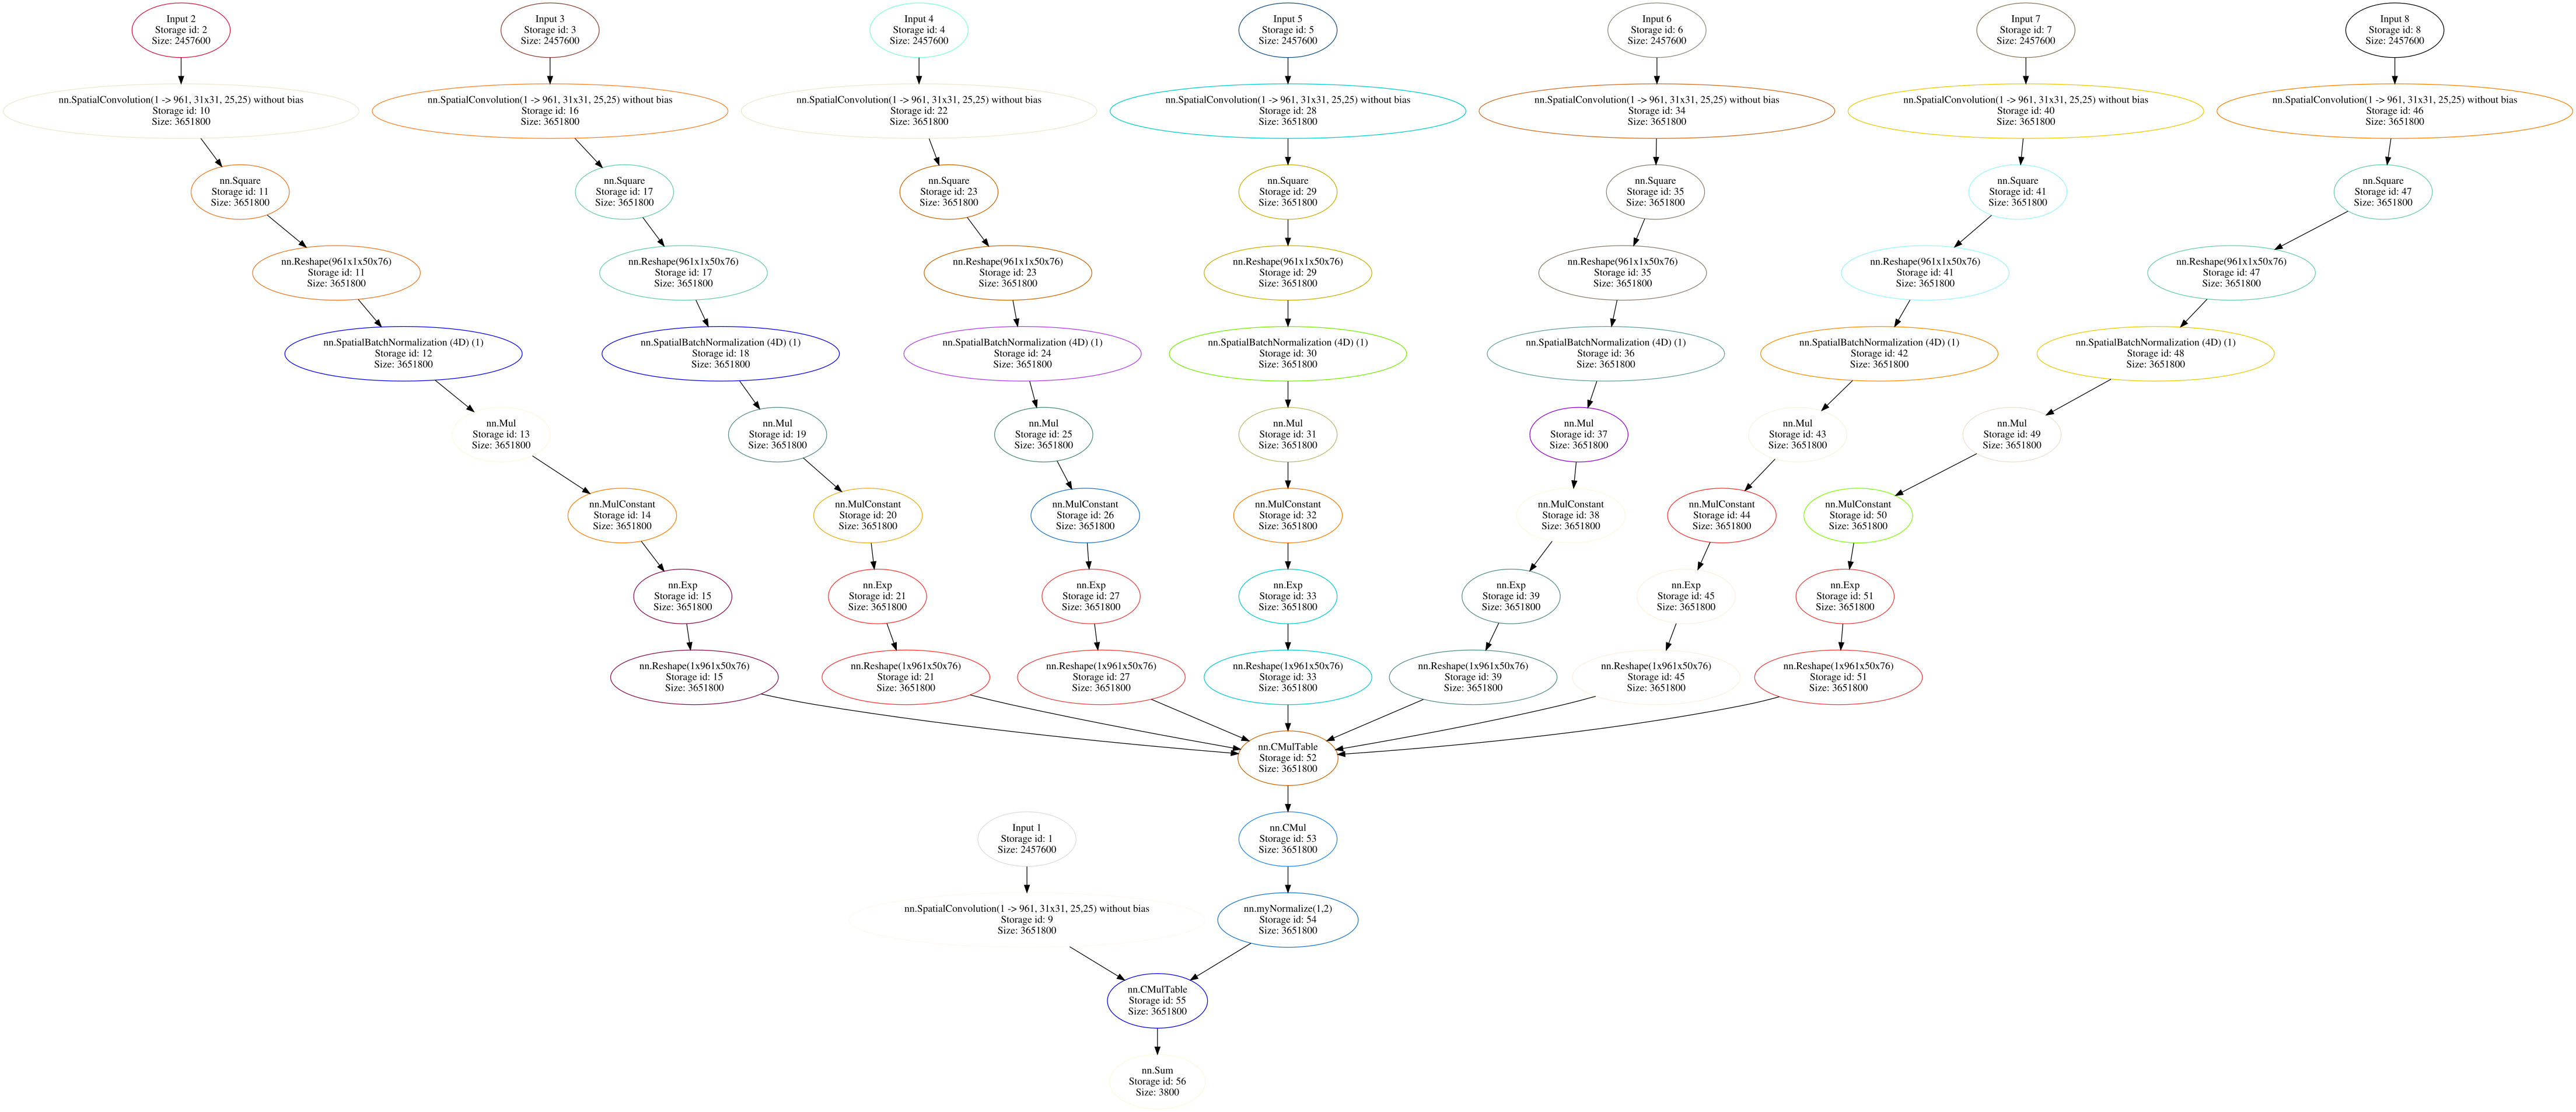 Input 2
Storage id: 2
Size: 2457600
Input 3
Storage id: 3
Size: 2457600
Input 4
Storage id: 4
Size: 2457600
Input 5
Storage id: 5
Size: 2457600
Input 6
Storage id: 6
Size: 2457600
Input 7
Storage id: 7
Size: 2457600
Input 8
Storage id: 8
Size: 2457600
nn.SpatialConvolution(1 -> 961, 31x31, 25,25) without bias
Storage id: 10
Size: 3651800
nn.SpatialConvolution(1 -> 961, 31x31, 25,25) without bias
Storage id: 16
Size: 3651800
nn.SpatialConvolution(1 -> 961, 31x31, 25,25) without bias
Storage id: 22
Size: 3651800
nn.SpatialConvolution(1 -> 961, 31x31, 25,25) without bias
Storage id: 28
Size: 3651800
nn.SpatialConvolution(1 -> 961, 31x31, 25,25) without bias
Storage id: 34
Size: 3651800
nn.SpatialConvolution(1 -> 961, 31x31, 25,25) without bias
Storage id: 40
Size: 3651800
nn.SpatialConvolution(1 -> 961, 31x31, 25,25) without bias
Storage id: 46
Size: 3651800
nn.Square
Storage id: 11
Size: 3651800
nn.Square
Storage id: 17
Size: 3651800
nn.Square
Storage id: 23
Size: 3651800
nn.Square
Storage id: 29
Size: 3651800
nn.Square
Storage id: 35
Size: 3651800
nn.Square
Storage id: 41
Size: 3651800
nn.Square
Storage id: 47
Size: 3651800
nn.Reshape(961x1x50x76)
Storage id: 11
Size: 3651800
nn.Reshape(961x1x50x76)
Storage id: 17
Size: 3651800
nn.Reshape(961x1x50x76)
Storage id: 23
Size: 3651800
nn.Reshape(961x1x50x76)
Storage id: 29
Size: 3651800
nn.Reshape(961x1x50x76)
Storage id: 35
Size: 3651800
nn.Reshape(961x1x50x76)
Storage id: 41
Size: 3651800
nn.Reshape(961x1x50x76)
Storage id: 47
Size: 3651800
nn.SpatialBatchNormalization (4D) (1)
Storage id: 12
Size: 3651800
nn.SpatialBatchNormalization (4D) (1)
Storage id: 18
Size: 3651800
nn.SpatialBatchNormalization (4D) (1)
Storage id: 24
Size: 3651800
nn.SpatialBatchNormalization (4D) (1)
Storage id: 30
Size: 3651800
nn.SpatialBatchNormalization (4D) (1)
Storage id: 36
Size: 3651800
nn.SpatialBatchNormalization (4D) (1)
Storage id: 42
Size: 3651800
nn.SpatialBatchNormalization (4D) (1)
Storage id: 48
Size: 3651800
nn.Mul
Storage id: 13
Size: 3651800
nn.Mul
Storage id: 19
Size: 3651800
nn.Mul
Storage id: 25
Size: 3651800
nn.Mul
Storage id: 31
Size: 3651800
nn.Mul
Storage id: 37
Size: 3651800
nn.Mul
Storage id: 43
Size: 3651800
nn.Mul
Storage id: 49
Size: 3651800
nn.MulConstant
Storage id: 14
Size: 3651800
nn.MulConstant
Storage id: 20
Size: 3651800
nn.MulConstant
Storage id: 26
Size: 3651800
nn.MulConstant
Storage id: 32
Size: 3651800
nn.MulConstant
Storage id: 38
Size: 3651800
nn.MulConstant
Storage id: 44
Size: 3651800
nn.MulConstant
Storage id: 50
Size: 3651800
nn.Exp
Storage id: 15
Size: 3651800
nn.Exp
Storage id: 21
Size: 3651800
nn.Exp
Storage id: 27
Size: 3651800
nn.Exp
Storage id: 33
Size: 3651800
nn.Exp
Storage id: 39
Size: 3651800
nn.Exp
Storage id: 45
Size: 3651800
nn.Exp
Storage id: 51
Size: 3651800
nn.Reshape(1x961x50x76)
Storage id: 15
Size: 3651800
nn.Reshape(1x961x50x76)
Storage id: 21
Size: 3651800
nn.Reshape(1x961x50x76)
Storage id: 27
Size: 3651800
nn.Reshape(1x961x50x76)
Storage id: 33
Size: 3651800
nn.Reshape(1x961x50x76)
Storage id: 39
Size: 3651800
nn.Reshape(1x961x50x76)
Storage id: 45
Size: 3651800
nn.Reshape(1x961x50x76)
Storage id: 51
Size: 3651800
nn.CMulTable
Storage id: 52
Size: 3651800
Input 1
Storage id: 1
Size: 2457600
nn.CMul
Storage id: 53
Size: 3651800
nn.SpatialConvolution(1 -> 961, 31x31, 25,25) without bias
Storage id: 9
Size: 3651800
nn.myNormalize(1,2)
Storage id: 54
Size: 3651800
nn.CMulTable
Storage id: 55
Size: 3651800
nn.Sum
Storage id: 56
Size: 3800